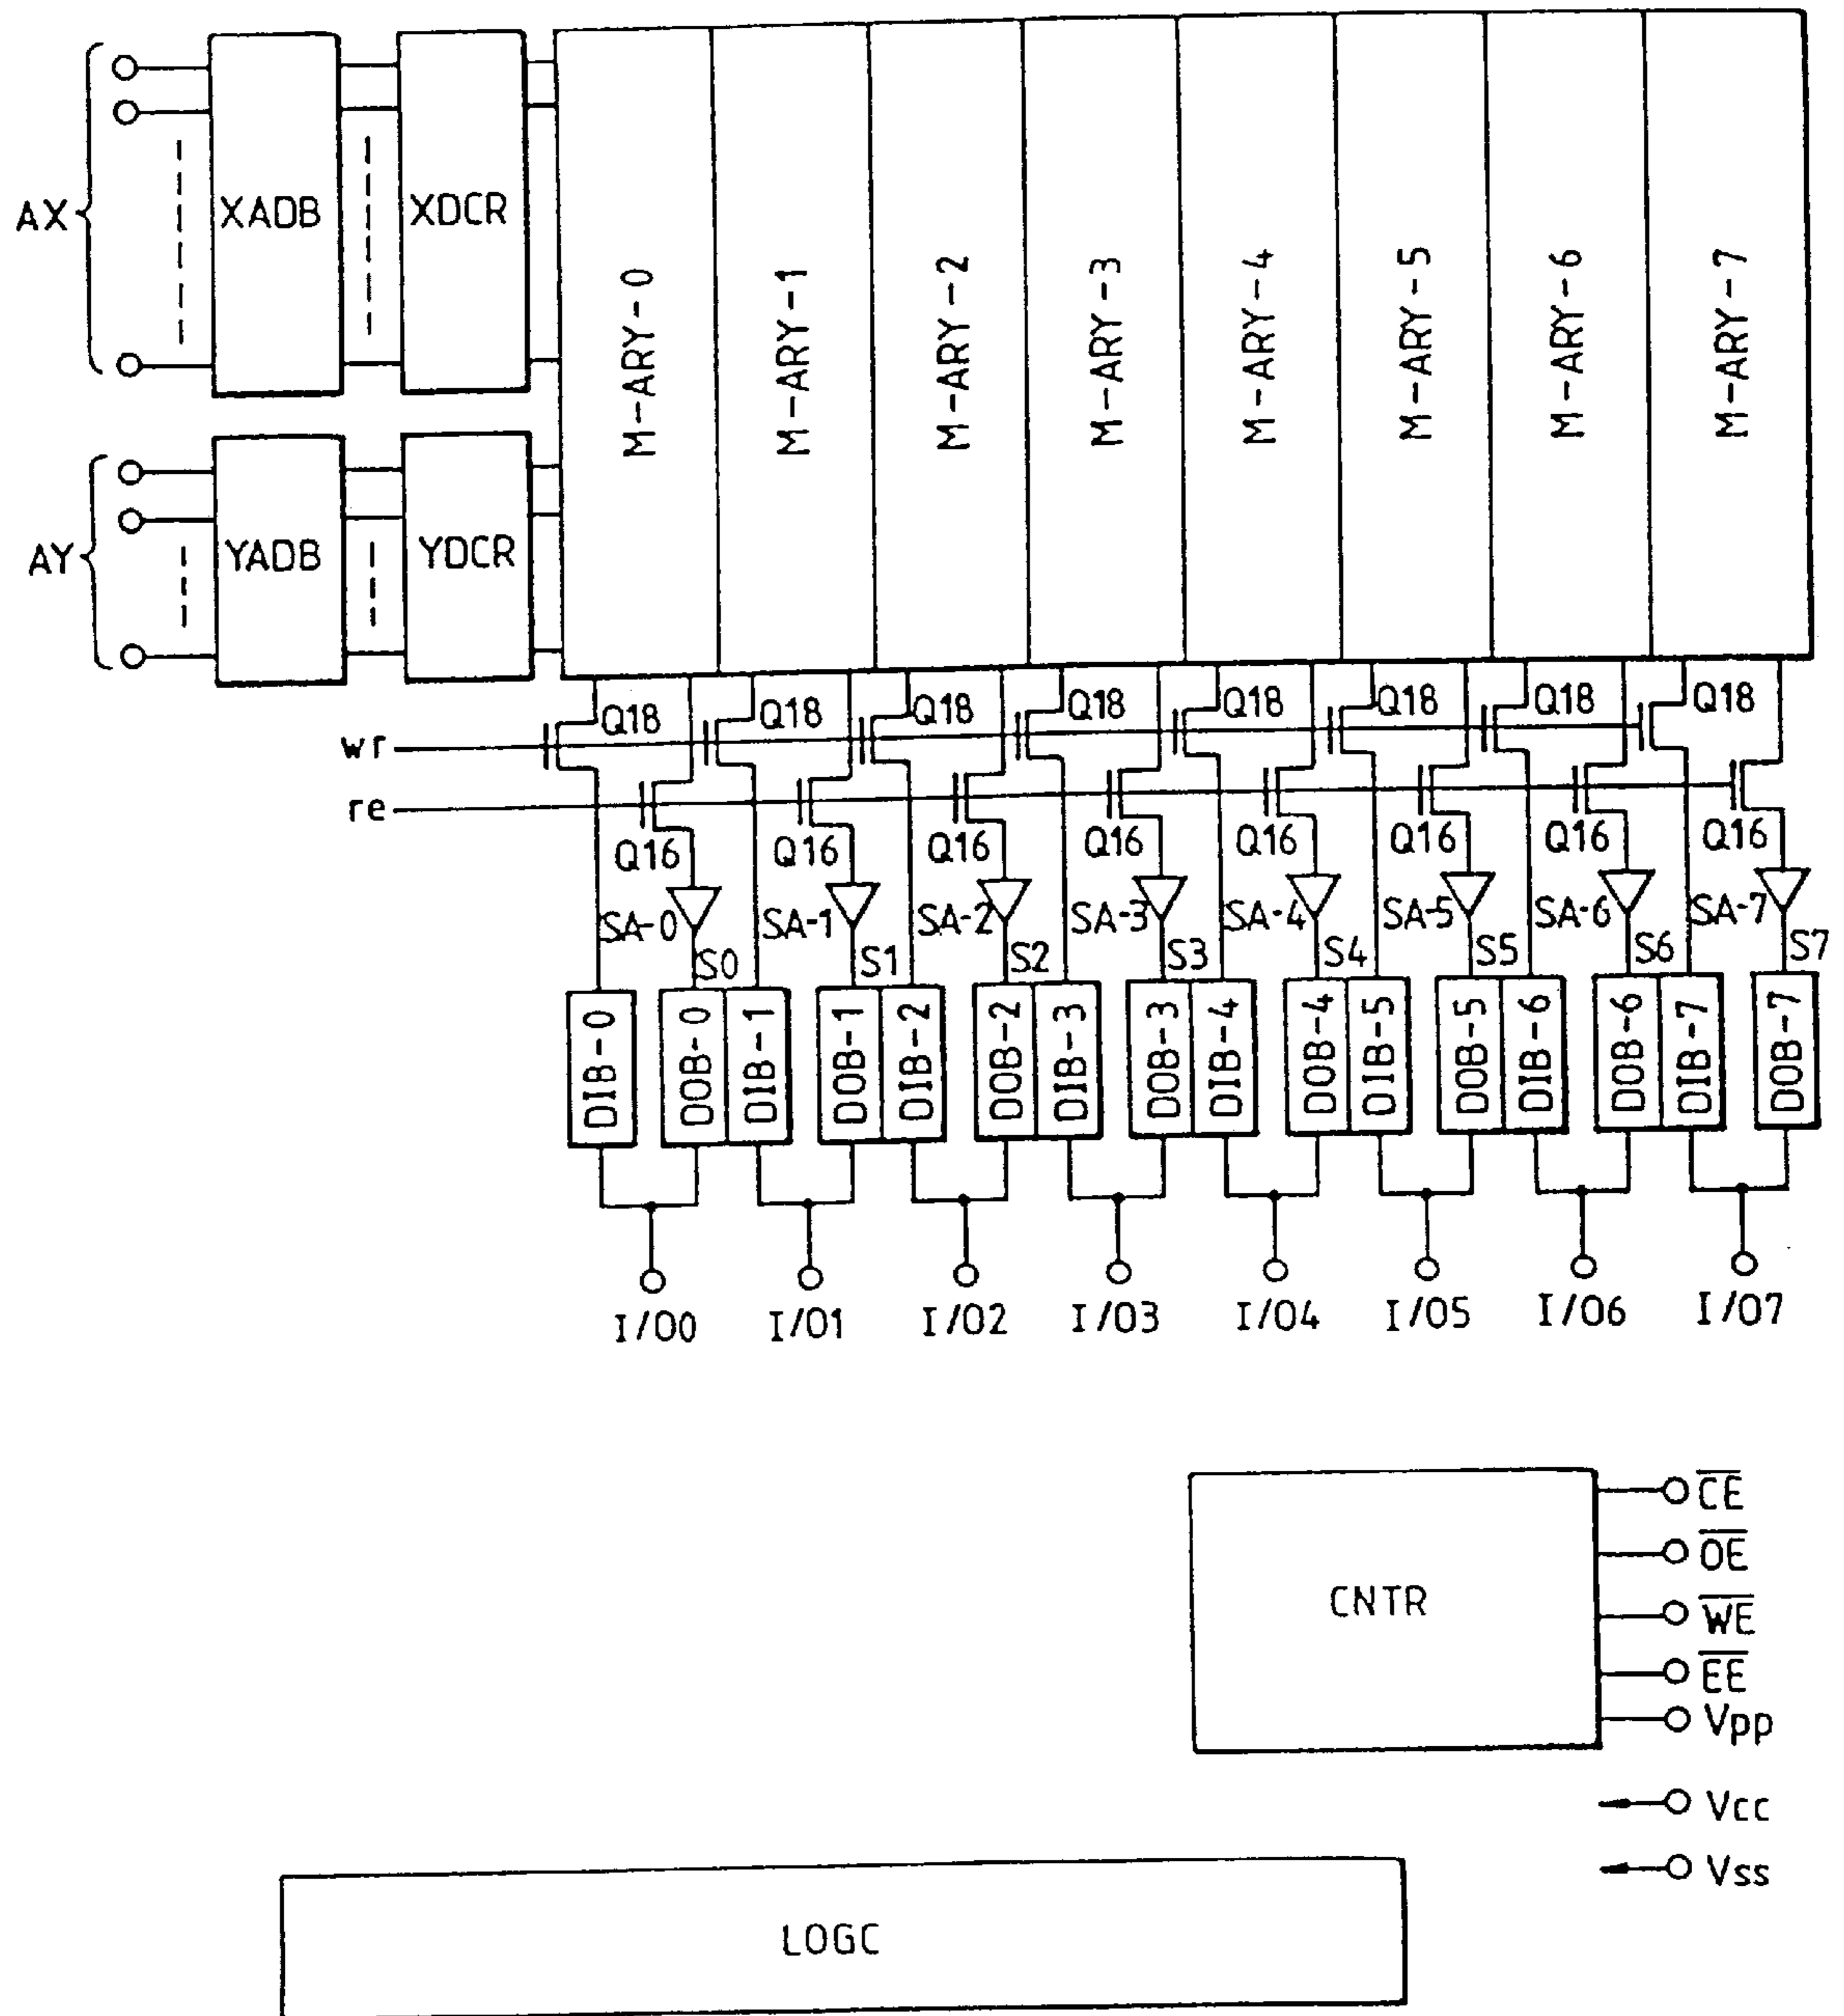 AX
XADB
XDCR
AY
YADB
YDCR
M-ARY-0
M-ARY-1
M-ARY-2
M-ARY-3
M-ARY-4
M-ARY-5
M-ARY-6
M-ARY-7
Q18 Q18 Q18 Q18 Q18 Q18 Q18 Q18
wr
re
Q16 Q16 Q16 Q16 Q16 Q16 Q16 Q16
SA-0 SA-1 SA-2 SA-3 SA-4 SA-5 SA-6 SA-7
S0 S1 S2 S3 S4 S5 S6 S7
DIB-0
DOB-0
DIB-1
DOB-1
DIB-2
DOB-2
DIB-3
DOB-3
DIB-4
DOB-4
DIB-5
DOB-5
DIB-6
DOB-6
DIB-7
DOB-7
I/O0 I/O1 I/O2 I/O3 I/O4 I/O5 I/O6 I/O7
CNTR
C̅E̅
O̅E̅
W̅E̅
E̅E̅
Vpp
Vcc
Vss
LOGC